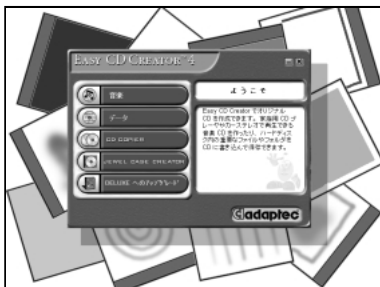 EASY CD CREATOR 4
音楽
データ
CD COPIER
JEWEL CASE CREATOR
DELUXE へのアップグレード
ようこそ
Easy CD Creator でオリジナル
CD を作成できます。家庭用 CD プ
レーヤやカーステレオで再生できる
音楽 CD を作ったり、ハードディス
ク内の重要なファイルやフォルダを
CD に書き込んで保存できます。
adaptec